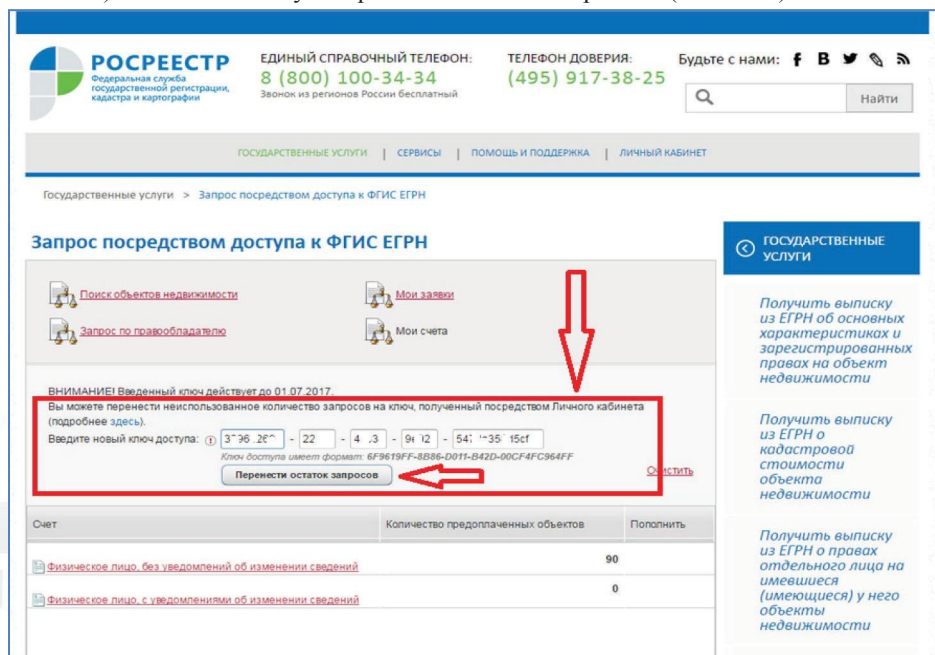 РОСРЕЕСТР
Федеральная служба
государственной регистрации,
кадастра и картографии
ЕДИНЫЙ СПРАВОЧНЫЙ ТЕЛЕФОН:
8 (800) 100-34-34
Звонок из регионов России бесплатный
ТЕЛЕФОН ДОВЕРИЯ:
(495) 917-38-25
Будьте с нами:
Найти
ГОСУДАРСТВЕННЫЕ УСЛУГИ | СЕРВИСЫ | ПОМОЩЬ И ПОДДЕРЖКА | ЛИЧНЫЙ КАБИНЕТ
Государственные услуги > Запрос посредством доступа к ФГИС ЕГРН
Запрос посредством доступа к ФГИС ЕГРН
Поиск объектов недвижимости
Мои заявки
Запрос по правообладателю
Мои счета
ВНИМАНИЕ! Введенный ключ действует до 01.07.2017.
Вы можете перенести неиспользованное количество запросов на ключ, полученный посредством Личного кабинета
(подробнее здесь).
Введите новый ключ доступа: - 22 - - -
Ключ доступа имеет формат: 6F9619FF-8B86-D011-B42D-00CF4FC964FF
Перенести остаток запросов
Очистить
Счет Количество предоплаченных объектов Пополнить
Физическое лицо, без уведомлений об изменении сведений 90
Физическое лицо, с уведомлениями об изменении сведений 0
ГОСУДАРСТВЕННЫЕ
УСЛУГИ
Получить выписку
из ЕГРН об основных
характеристиках и
зарегистрированных
правах на объект
недвижимости
Получить выписку
из ЕГРН о
кадастровой
стоимости
объекта
недвижимости
Получить выписку
из ЕГРН о правах
отдельного лица на
имевшиеся
(имеющиеся) у него
объекты
недвижимости